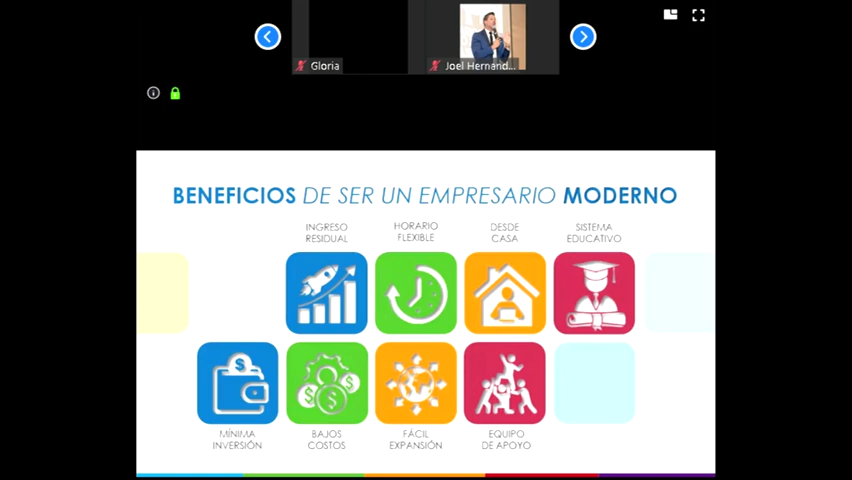 Gloria
Joel Hernand...
BENEFICIOS DE SER UN EMPRESARIO MODERNO
INGRESO
RESIDUAL
HORARIO
FLEXIBLE
DESDE
CASA
SISTEMA
EDUCATIVO
MÍNIMA
INVERSIÓN
BAJOS
COSTOS
FÁCIL
EXPANSIÓN
EQUIPO
DE APOYO